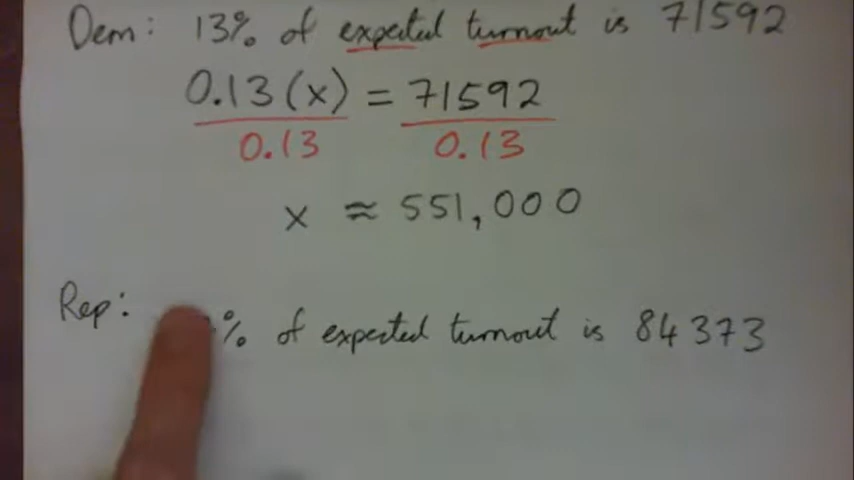 Dem: 13% of expected turnout is 71592
0.13(x) = 71592
0.13 0.13
x ≈ 551,000
Rep: % of expected turnout is 84373